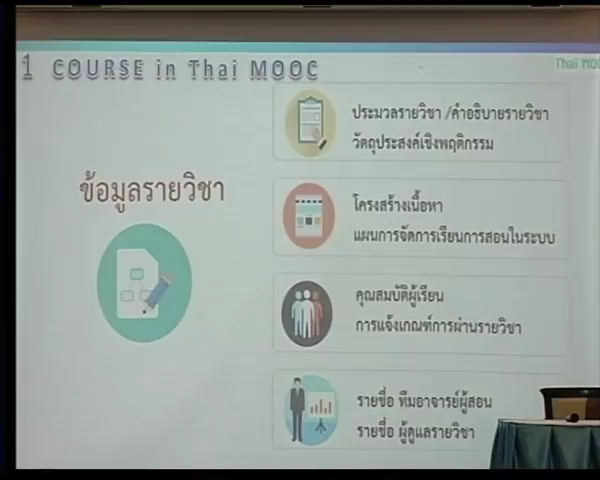 1 COURSE in Thai MOOC
Thai MOO
ข้อมูลรายวิชา
ประมวลรายวิชา /คำอธิบายรายวิชา
วัตถุประสงค์เชิงพฤติกรรม
โครงสร้างเนื้อหา
แผนการจัดการเรียนการสอนในระบบ
คุณสมบัติผู้เรียน
การแจ้งเกณฑ์การผ่านรายวิชา
รายชื่อ ทีมอาจารย์ผู้สอน
รายชื่อ ผู้ดูแลรายวิชา